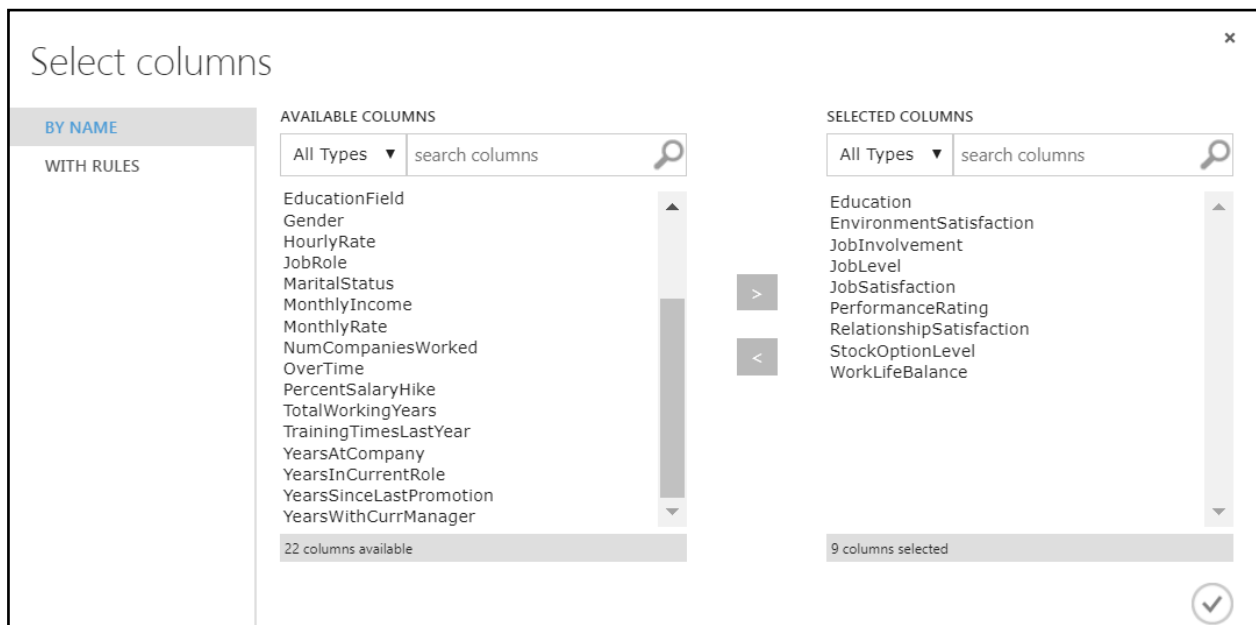 Select columns
×
BY NAME
WITH RULES
AVAILABLE COLUMNS
All Types ▼ search columns
EducationField
Gender
HourlyRate
JobRole
MaritalStatus
MonthlyIncome
MonthlyRate
NumCompaniesWorked
OverTime
PercentSalaryHike
TotalWorkingYears
TrainingTimesLastYear
YearsAtCompany
YearsInCurrentRole
YearsSinceLastPromotion
YearsWithCurrManager
22 columns available
>
<
SELECTED COLUMNS
All Types ▼ search columns
Education
EnvironmentSatisfaction
JobInvolvement
JobLevel
JobSatisfaction
PerformanceRating
RelationshipSatisfaction
StockOptionLevel
WorkLifeBalance
9 columns selected